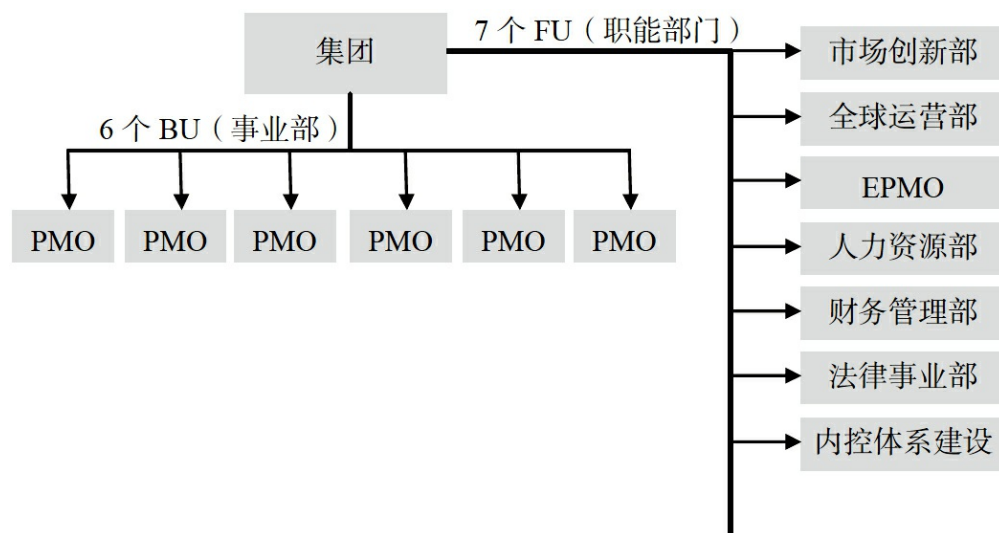 集团
7 个 FU（职能部门）
6 个 BU（事业部）
PMO
PMO
PMO
PMO
PMO
PMO
市场创新部
全球运营部
EPMO
人力资源部
财务管理部
法律事业部
内控体系建设